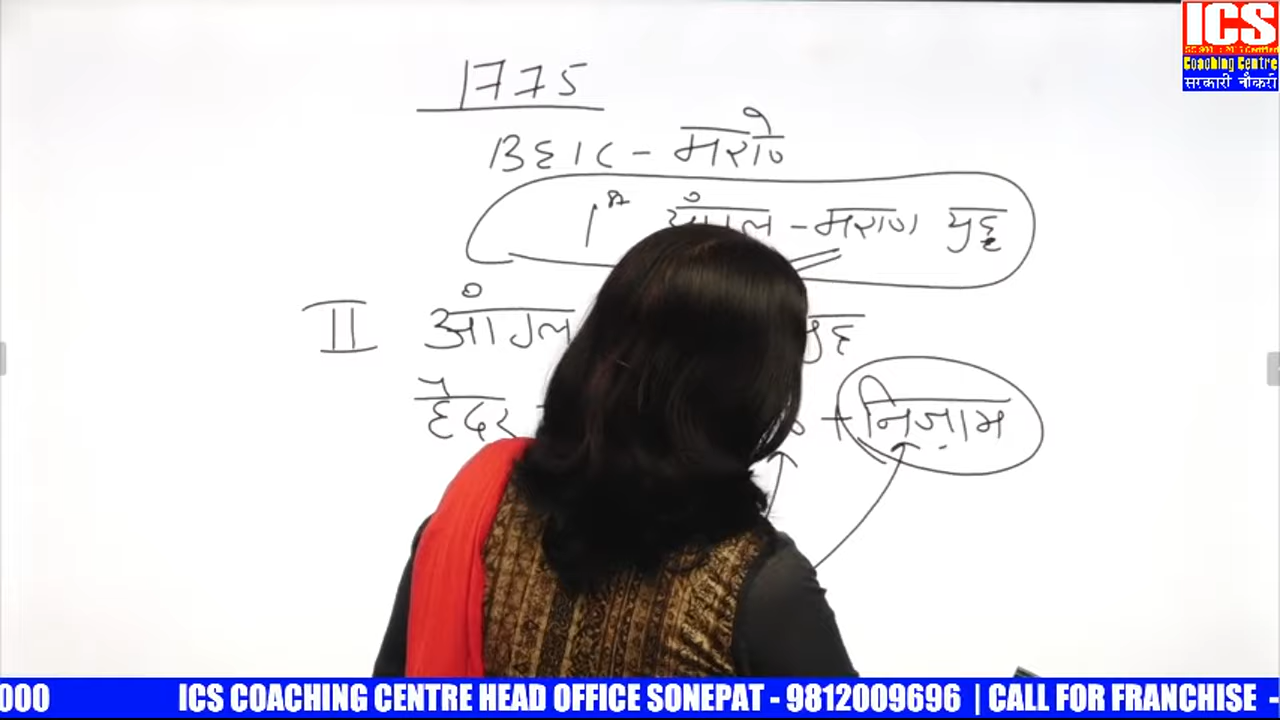 ICS
Coaching Centre
सरकारी नौकरी
1775
BEIC - मराठे
1st आंग्ल - मराठा युद्ध
II आंग्ल युद्ध
हैदर + निज़ाम
000 ICS COACHING CENTRE HEAD OFFICE SONEPAT - 9812009696 | CALL FOR FRANCHISE -